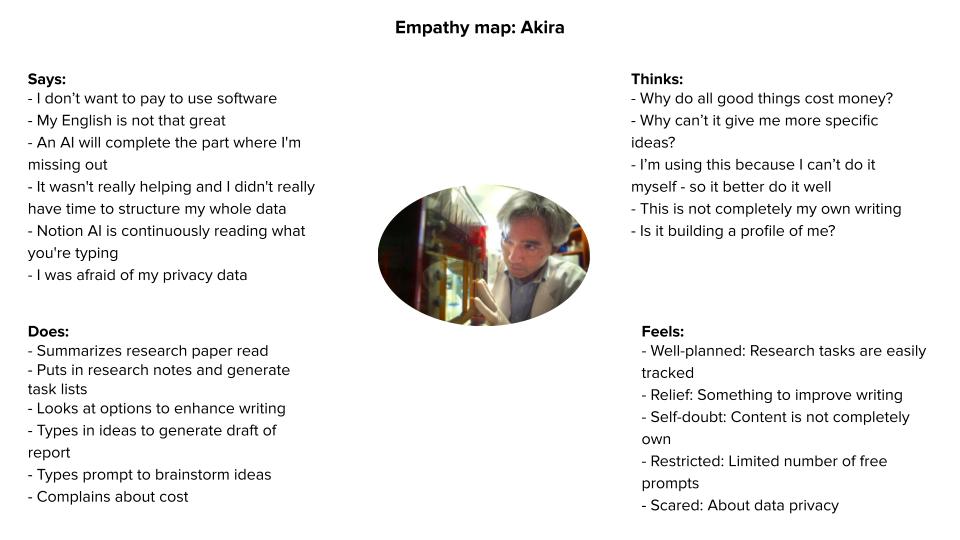 Empathy map: Akira
Says:
- I don’t want to pay to use software
- My English is not that great
- An AI will complete the part where I'm
missing out
- It wasn't really helping and I didn't really
have time to structure my whole data
- Notion AI is continuously reading what
you're typing
- I was afraid of my privacy data
Thinks:
- Why do all good things cost money?
- Why can’t it give me more specific
ideas?
- I’m using this because I can’t do it
myself - so it better do it well
- This is not completely my own writing
- Is it building a profile of me?
Does:
- Summarizes research paper read
- Puts in research notes and generate
task lists
- Looks at options to enhance writing
- Types in ideas to generate draft of
report
- Types prompt to brainstorm ideas
- Complains about cost
Feels:
- Well-planned: Research tasks are easily
tracked
- Relief: Something to improve writing
- Self-doubt: Content is not completely
own
- Restricted: Limited number of free
prompts
- Scared: About data privacy